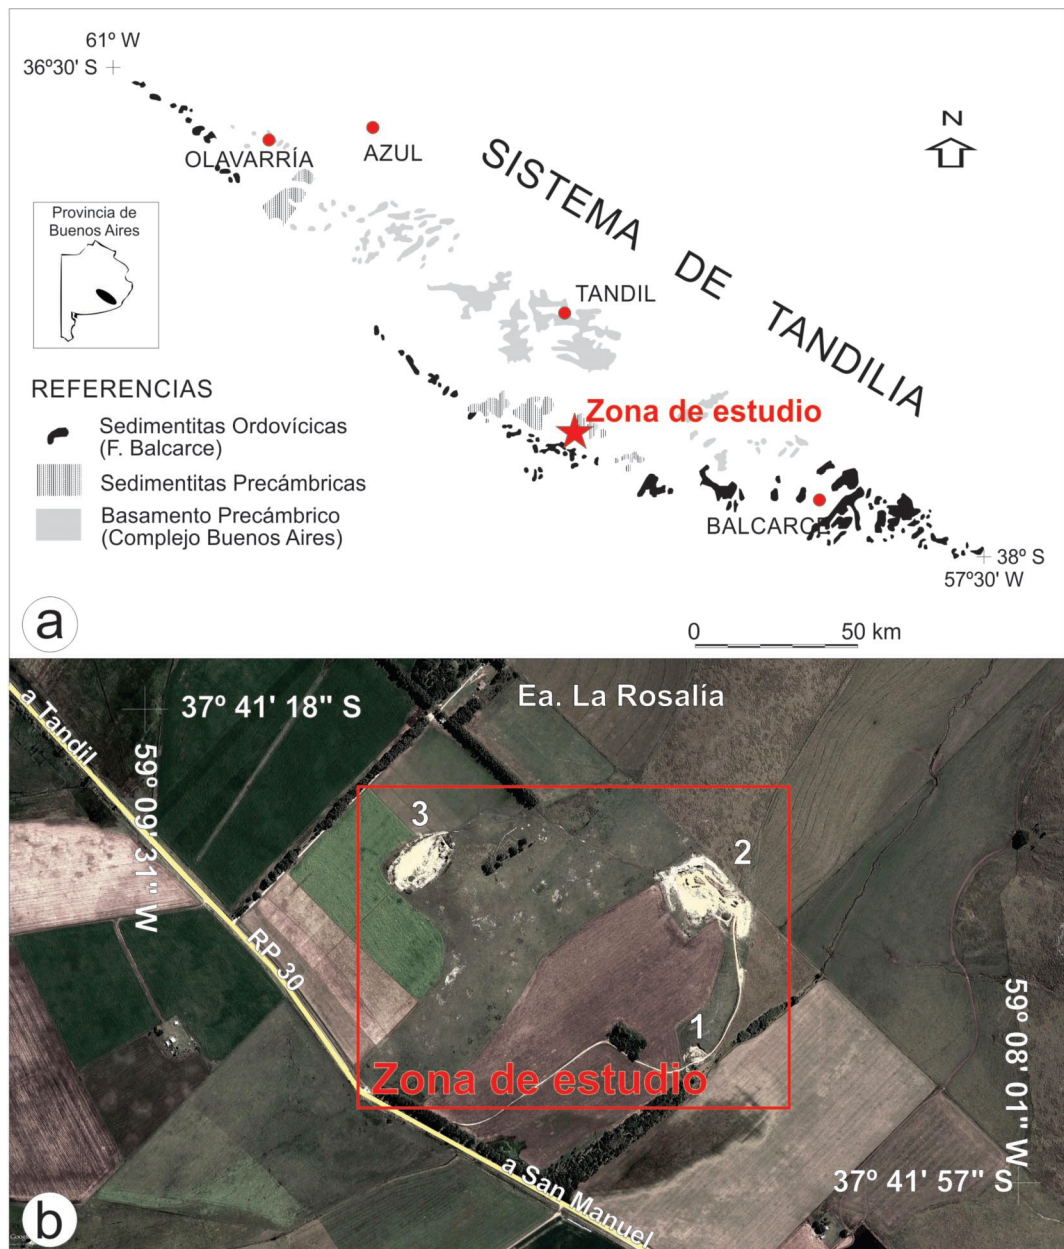 61º W
36º30' S
N
OLAVARRÍA
AZUL
SISTEMA DE TANDILIA
Provincia de
Buenos Aires
TANDIL
REFERENCIAS
Sedimentitas Ordovícicas
(F. Balcarce)
Sedimentitas Precámbricas
Basamento Precámbrico
(Complejo Buenos Aires)
Zona de estudio
BALCARCE
38º S
57º30' W
a
0
50 km
a Tandil
37º 41' 18" S
Ea. La Rosalía
59º 09' 31" W
3
2
RP 30
1
Zona de estudio
59º 08' 01" W
a San Manuel
37º 41' 57" S
b